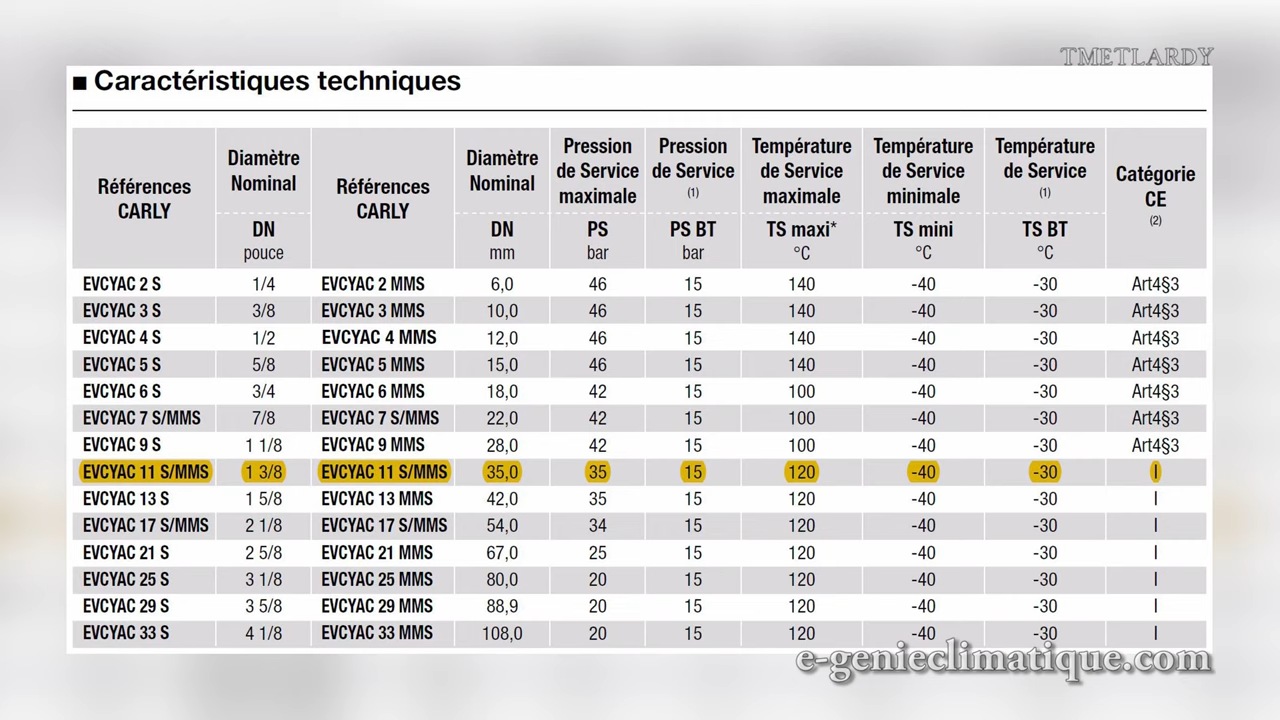 TMETLARDY
■ Caractéristiques techniques
Références CARLY | Diamètre Nominal DN pouce | Références CARLY | Diamètre Nominal DN mm | Pression de Service maximale PS bar | Pression de Service (1) PS BT bar | Température de Service maximale TS maxi* °C | Température de Service minimale TS mini °C | Température de Service (1) TS BT °C | Catégorie CE (2)
EVCYAC 2 S 1/4 EVCYAC 2 MMS 6,0 46 15 140 -40 -30 Art4§3
EVCYAC 3 S 3/8 EVCYAC 3 MMS 10,0 46 15 140 -40 -30 Art4§3
EVCYAC 4 S 1/2 EVCYAC 4 MMS 12,0 46 15 140 -40 -30 Art4§3
EVCYAC 5 S 5/8 EVCYAC 5 MMS 15,0 46 15 140 -40 -30 Art4§3
EVCYAC 6 S 3/4 EVCYAC 6 MMS 18,0 42 15 100 -40 -30 Art4§3
EVCYAC 7 S/MMS 7/8 EVCYAC 7 S/MMS 22,0 42 15 100 -40 -30 Art4§3
EVCYAC 9 S 1 1/8 EVCYAC 9 MMS 28,0 42 15 100 -40 -30 Art4§3
EVCYAC 11 S/MMS 1 3/8 EVCYAC 11 S/MMS 35,0 35 15 120 -40 -30 I
EVCYAC 13 S 1 5/8 EVCYAC 13 MMS 42,0 35 15 120 -40 -30 I
EVCYAC 17 S/MMS 2 1/8 EVCYAC 17 S/MMS 54,0 34 15 120 -40 -30 I
EVCYAC 21 S 2 5/8 EVCYAC 21 MMS 67,0 25 15 120 -40 -30 I
EVCYAC 25 S 3 1/8 EVCYAC 25 MMS 80,0 20 15 120 -40 -30 I
EVCYAC 29 S 3 5/8 EVCYAC 29 MMS 88,9 20 15 120 -40 -30 I
EVCYAC 33 S 4 1/8 EVCYAC 33 MMS 108,0 20 15 120 -40 -30 I
e-genieclimatique.com